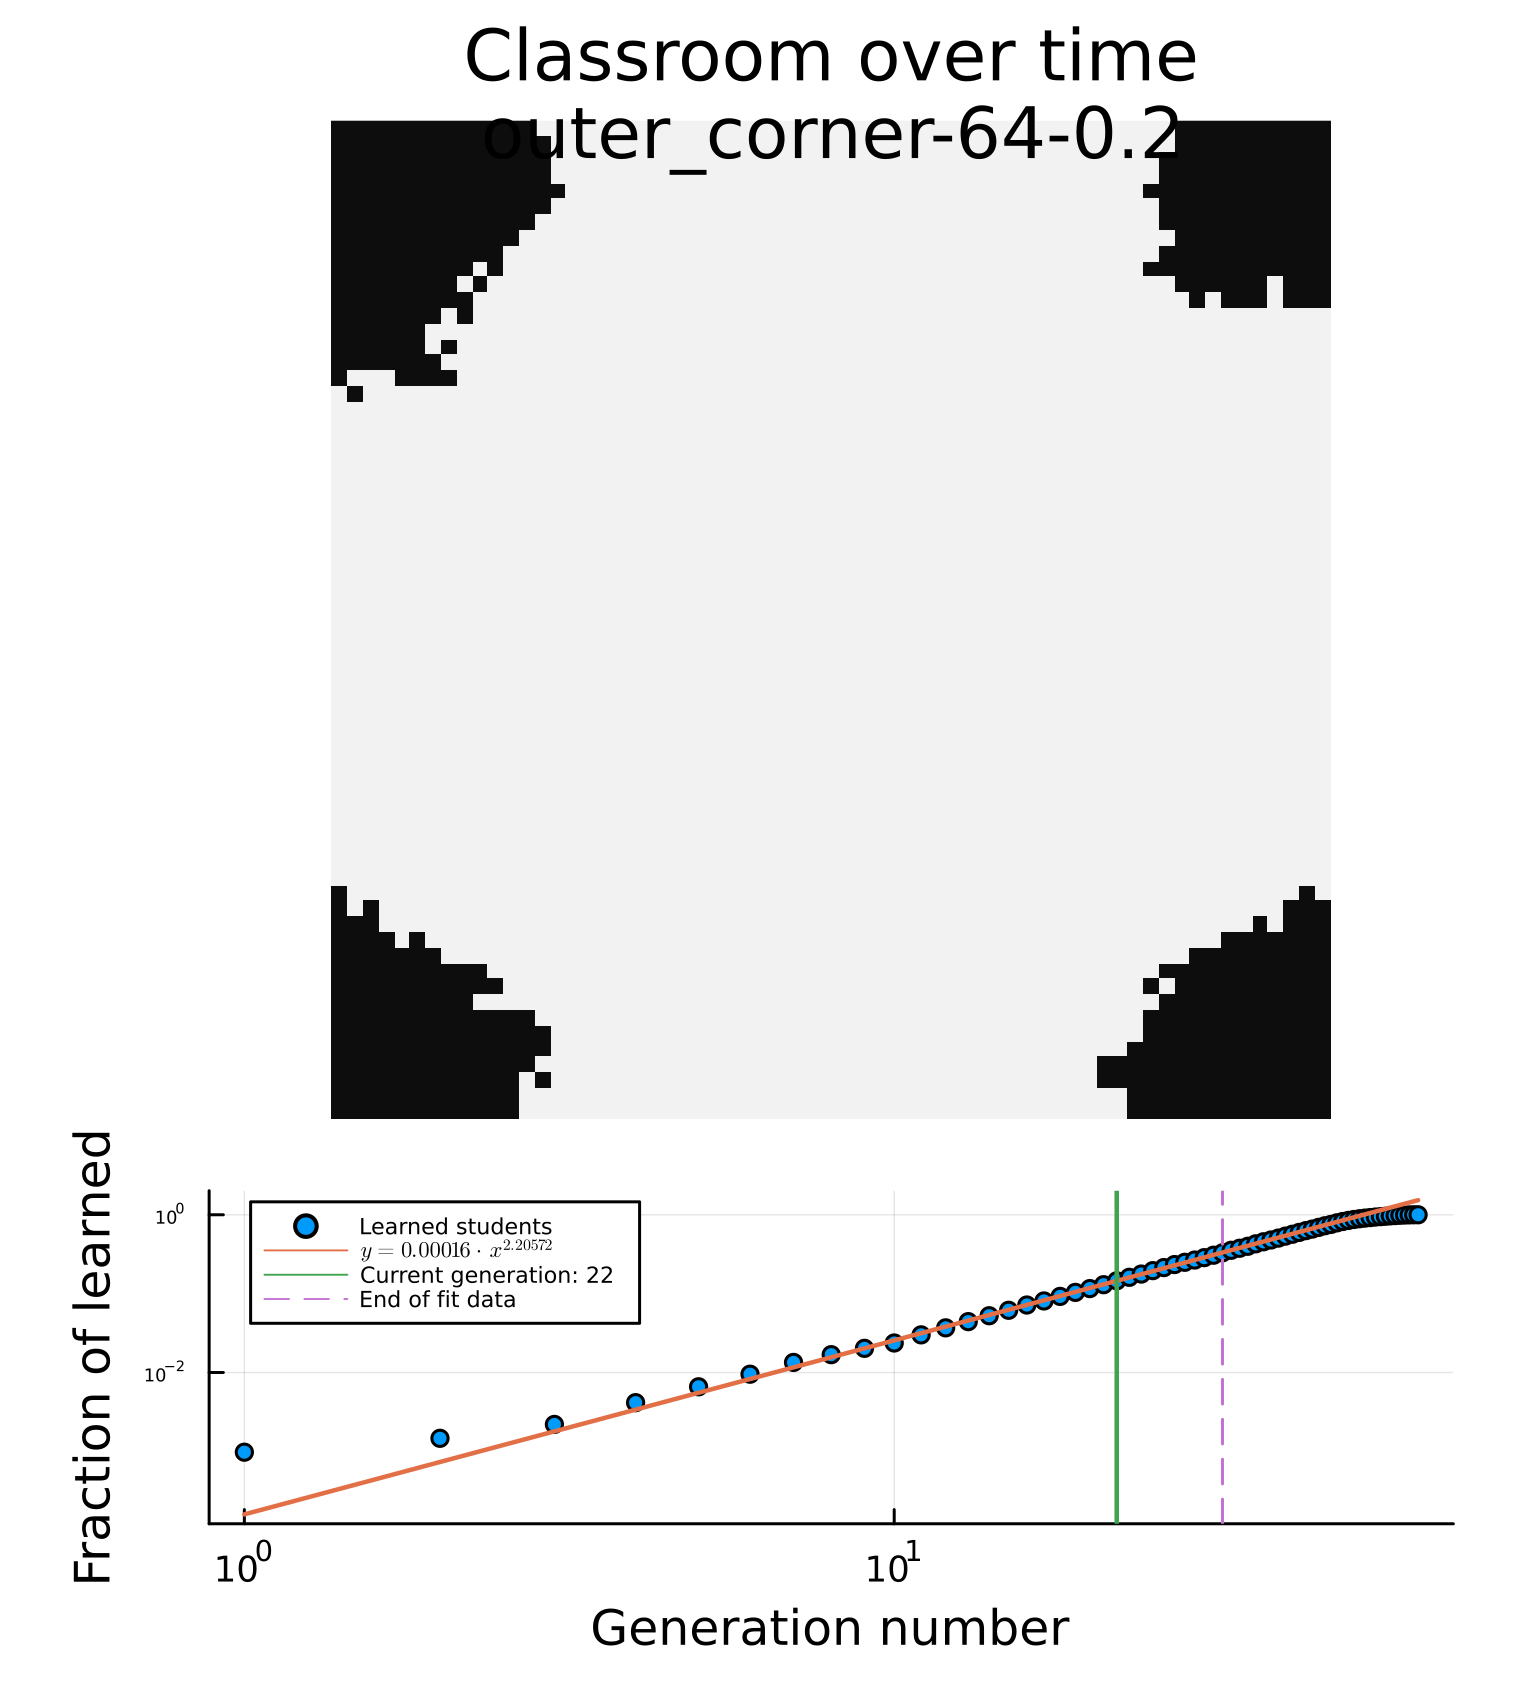 Classroom over time
outer_corner-64-0.2
Fraction of learned
10^0
10^−2
Learned students
y = 0.00016 · x^2.20572
Current generation: 22
End of fit data
10^0
10^1
Generation number